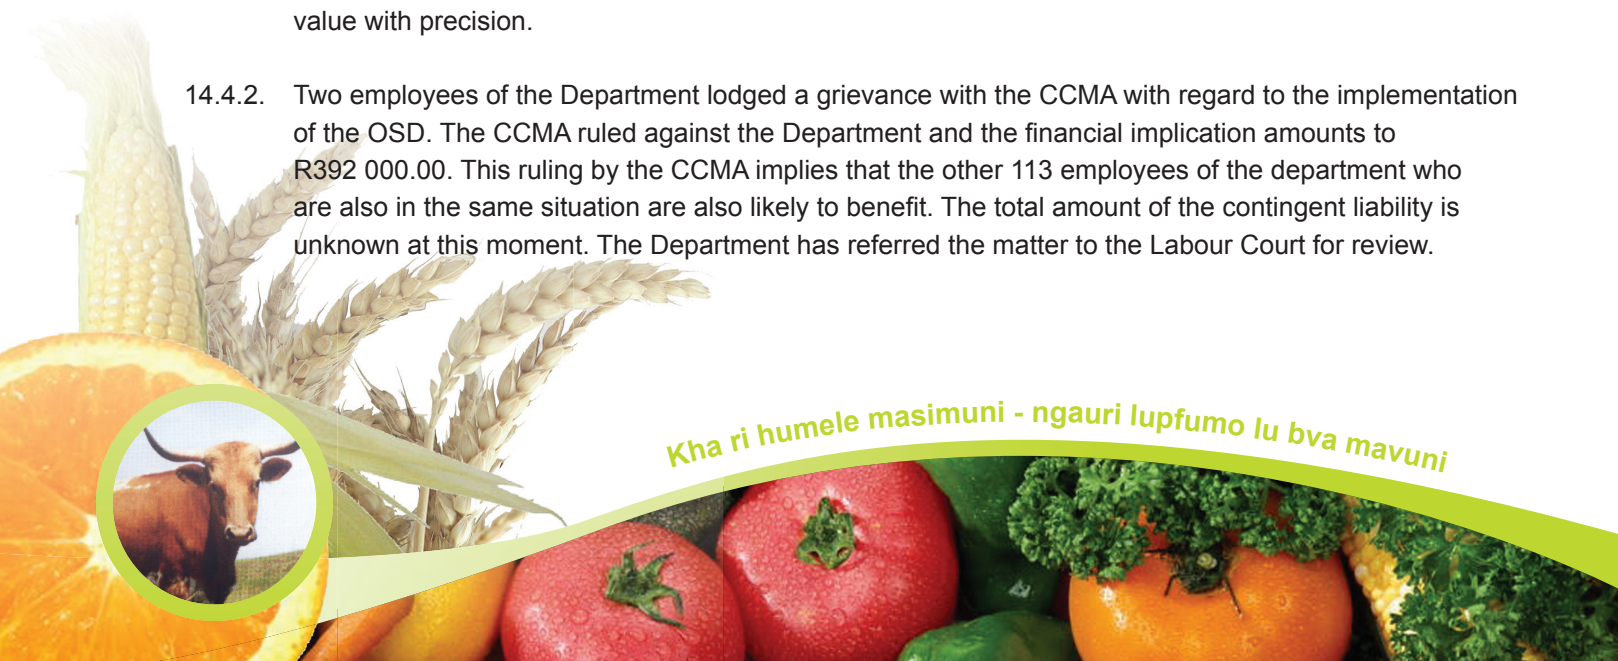 value with precision.
14.4.2. Two employees of the Department lodged a grievance with the CCMA with regard to the implementation
of the OSD. The CCMA ruled against the Department and the financial implication amounts to
R392 000.00. This ruling by the CCMA implies that the other 113 employees of the department who
are also in the same situation are also likely to benefit. The total amount of the contingent liability is
unknown at this moment. The Department has referred the matter to the Labour Court for review.
Kha ri humele masimuni - ngauri lupfumo lu bva mavuni